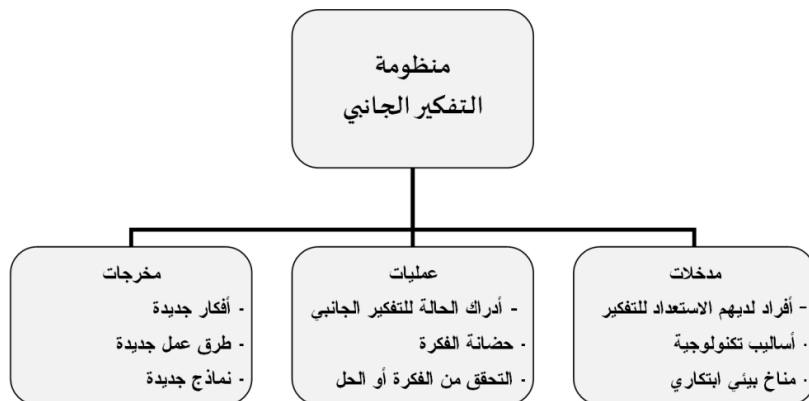 منظومة
التفكير الجانبي
مدخلات
- أفراد لديهم الاستعداد للتفكير
- أساليب تكنولوجية
- مناخ بيئي ابتكاري
عمليات
- أدراك الحالة للتفكير الجانبي
- حضانة الفكرة
- التحقق من الفكرة أو الحل
مخرجات
- أفكار جديدة
- طرق عمل جديدة
- نماذج جديدة